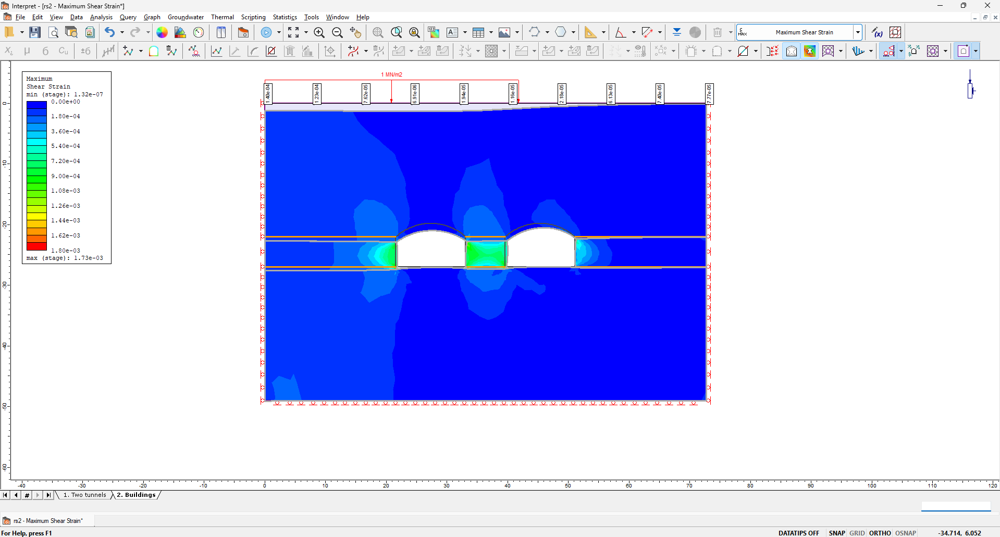 Interpret - [rs2 - Maximum Shear Strain*]
File Edit View Data Analysis Query Graph Groundwater Thermal Scripting Statistics Tools Window Help
Maximum Shear Strain
Maximum
Shear Strain
min (stage): 1.32e-07
0.00e+00
1.80e-04
3.60e-04
5.40e-04
7.20e-04
9.00e-04
1.08e-03
1.26e-03
1.44e-03
1.62e-03
1.80e-03
max (stage): 1.73e-03
1 MN/m2
1.40e-04 1.23e-04 7.62e-05 6.91e-06 1.94e-05 1.16e-05 2.18e-05 6.13e-05 7.40e-05 7.77e-05
0
-10
-20
-30
-40
-50
-60
-40 -30 -20 -10 0 10 20 30 40 50 60 70 80 90 100 110 120
1. Two tunnels 2. Buildings
rs2 - Maximum Shear Strain*
For Help, press F1
DATATIPS OFF SNAP GRID ORTHO OSNAP -34.714, 6.052